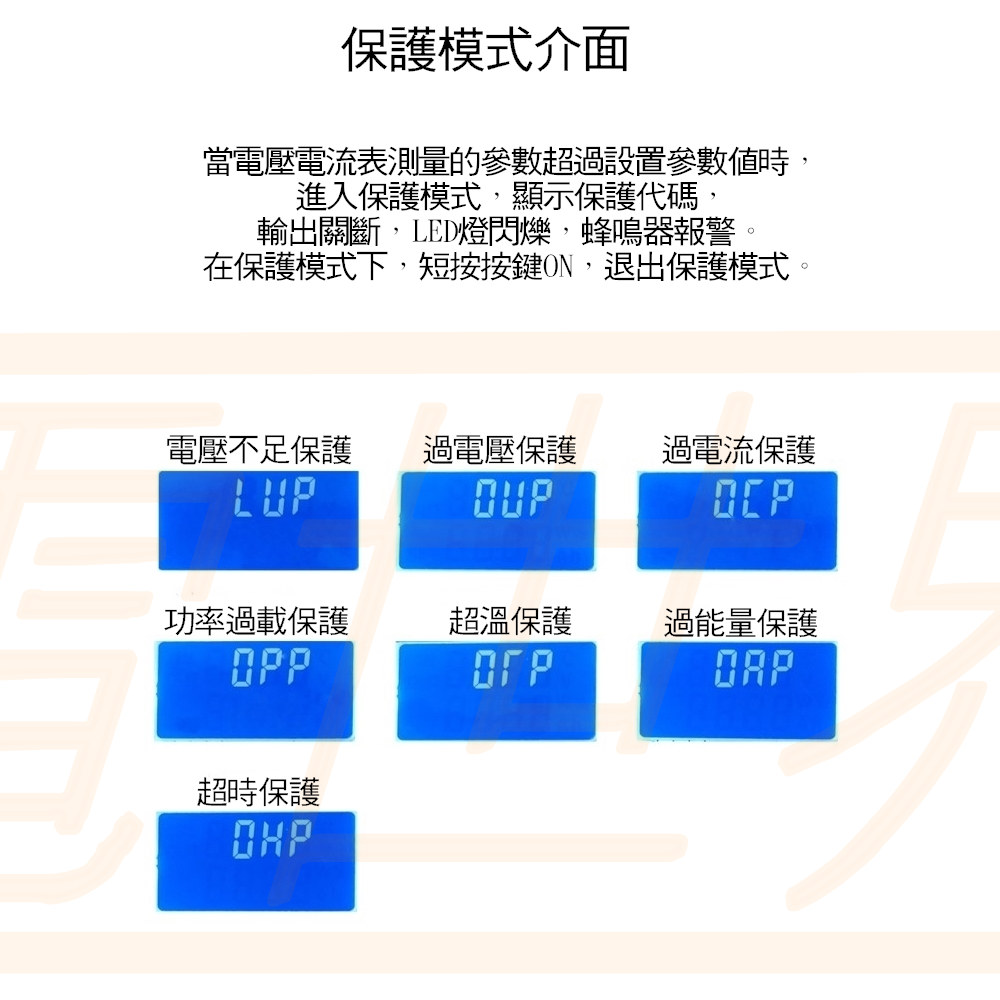 保護模式介面
當電壓電流表測量的參數超過設置參數值時，
進入保護模式，顯示保護代碼，
輸出關斷，LED燈閃爍，蜂鳴器報警。
在保護模式下，短按按鍵ON，退出保護模式。
電壓不足保護 過電壓保護 過電流保護
LUP OUP OCP
功率過載保護 超溫保護 過能量保護
OPP OΓP OAP
超時保護
OHP